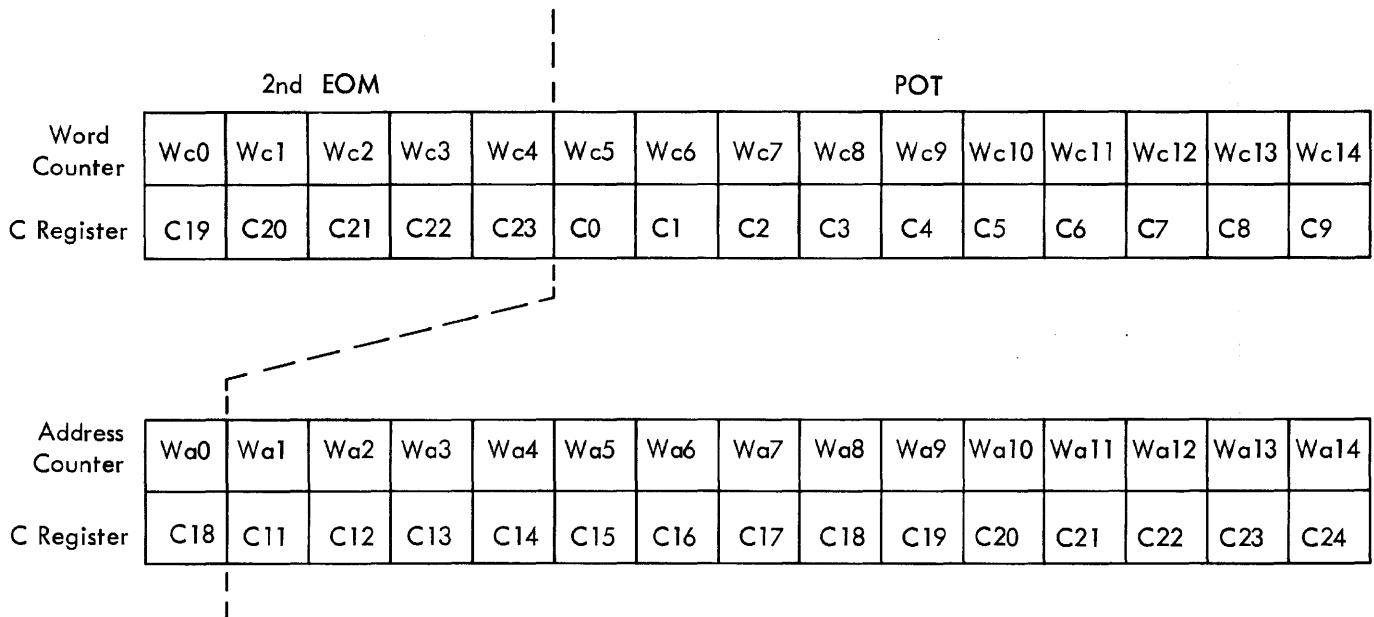 2nd EOM POT
Word Counter Wc0 Wc1 Wc2 Wc3 Wc4 Wc5 Wc6 Wc7 Wc8 Wc9 Wc10 Wc11 Wc12 Wc13 Wc14
C Register C19 C20 C21 C22 C23 C0 C1 C2 C3 C4 C5 C6 C7 C8 C9
Address Counter Wa0 Wa1 Wa2 Wa3 Wa4 Wa5 Wa6 Wa7 Wa8 Wa9 Wa10 Wa11 Wa12 Wa13 Wa14
C Register C18 C11 C12 C13 C14 C15 C16 C17 C18 C19 C20 C21 C22 C23 C24